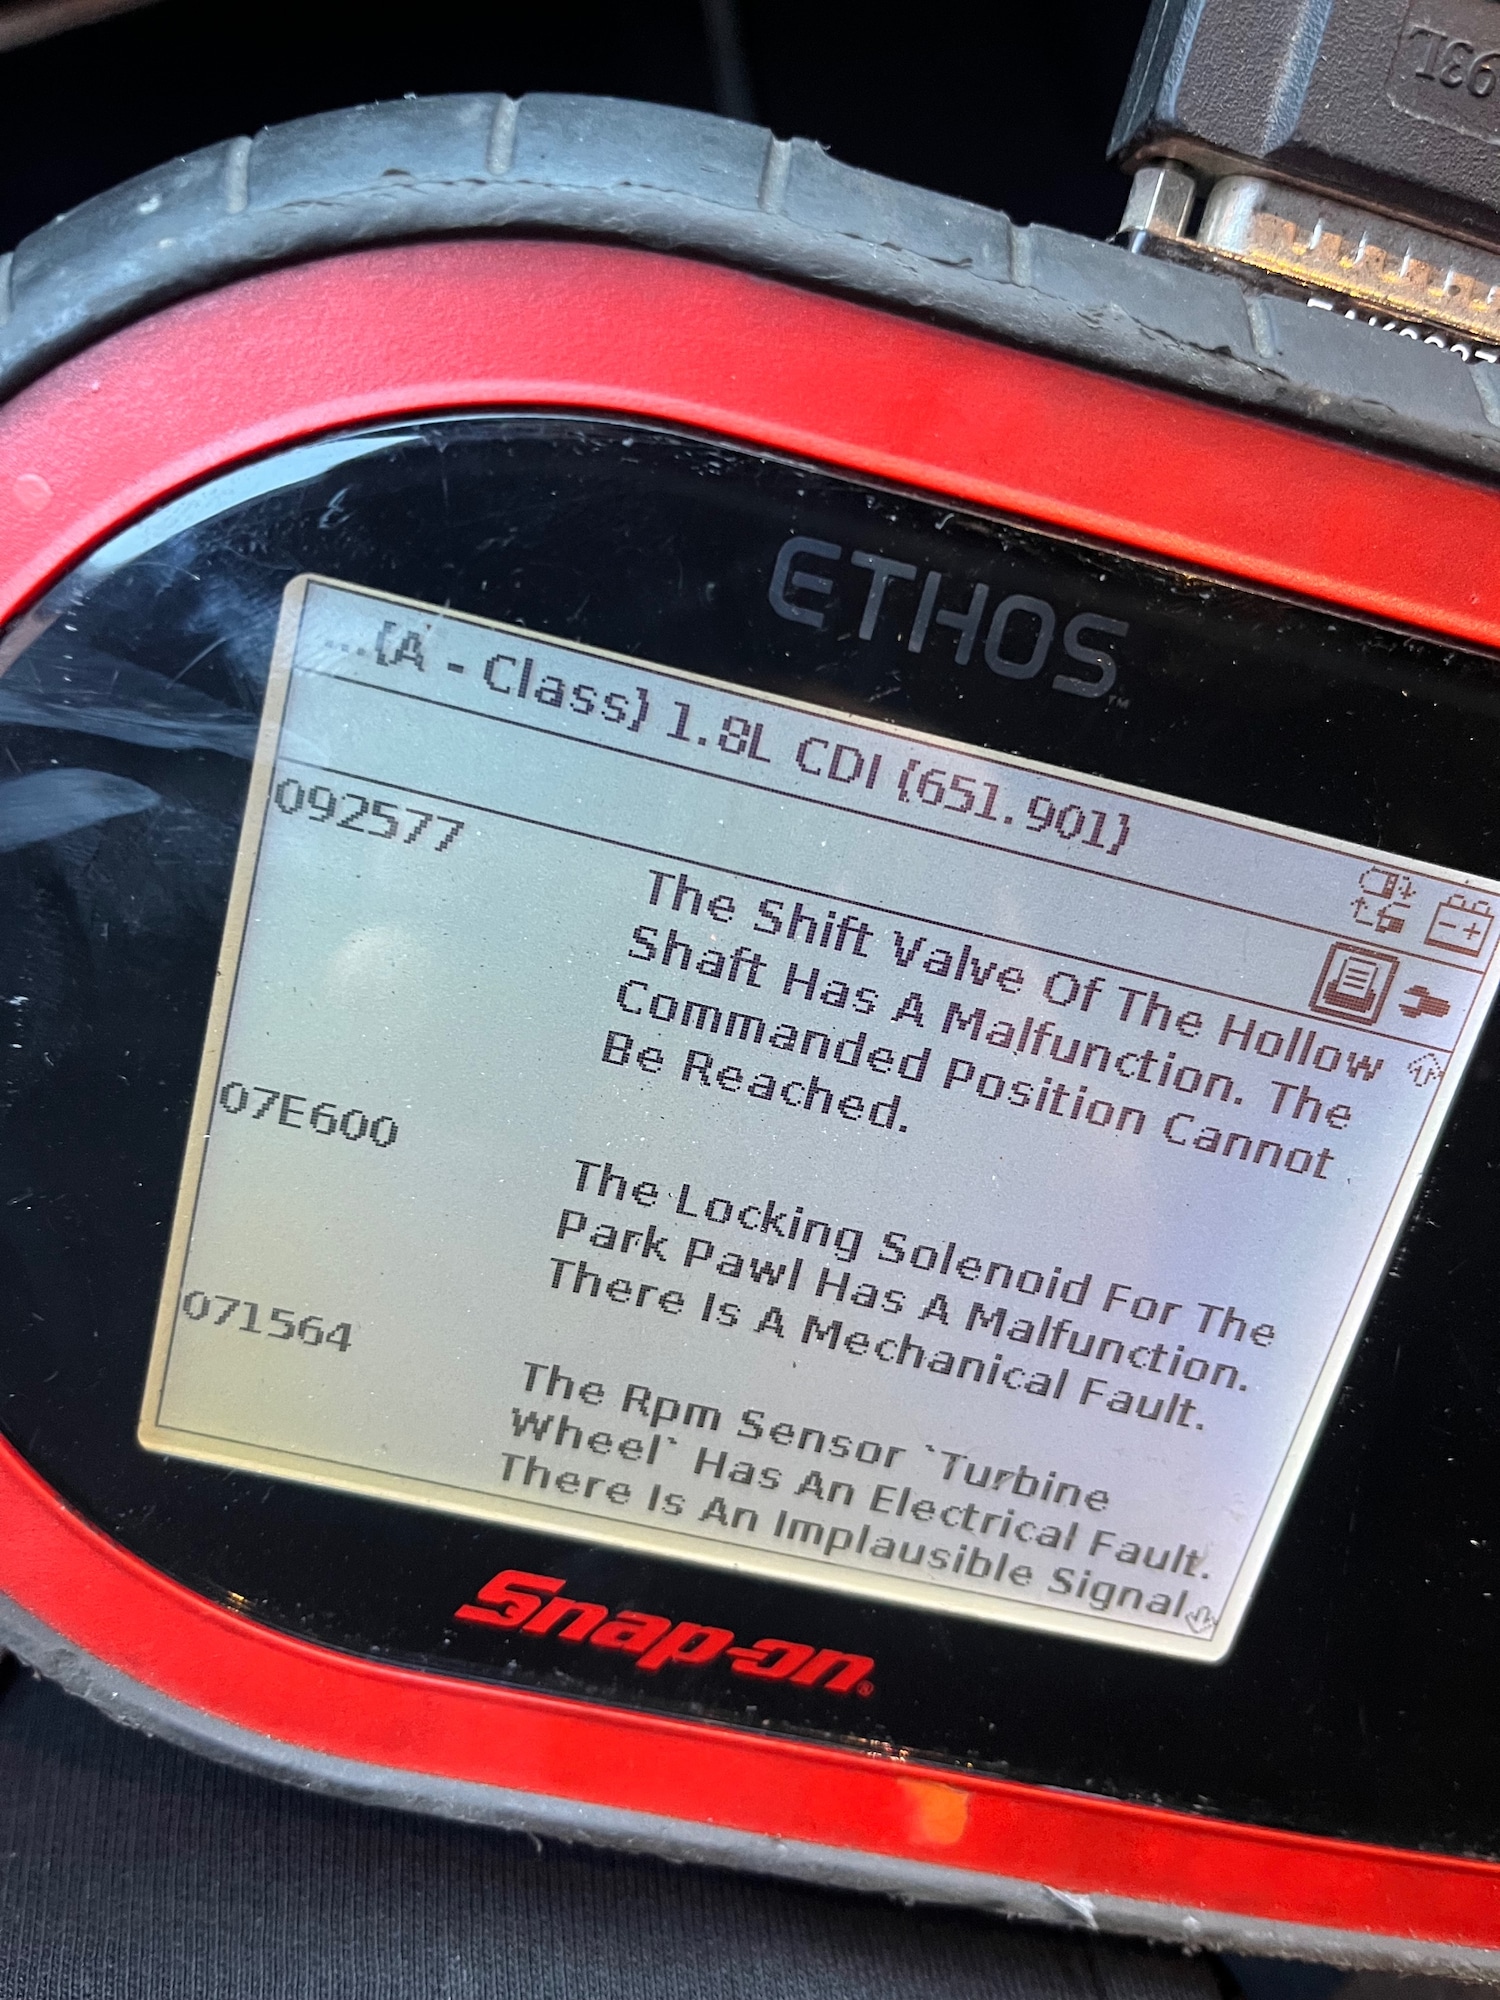 ETHOS™
...(A - Class) 1.8L CDI (651.901)
092577
The Shift Valve Of The Hollow
Shaft Has A Malfunction. The
Commanded Position Cannot
Be Reached.
07E600
The Locking Solenoid For The
Park Pawl Has A Malfunction.
There Is A Mechanical Fault.
071564
The Rpm Sensor `Turbine
Wheel` Has An Electrical Fault.
There Is An Implausible Signal.
Snap-on®